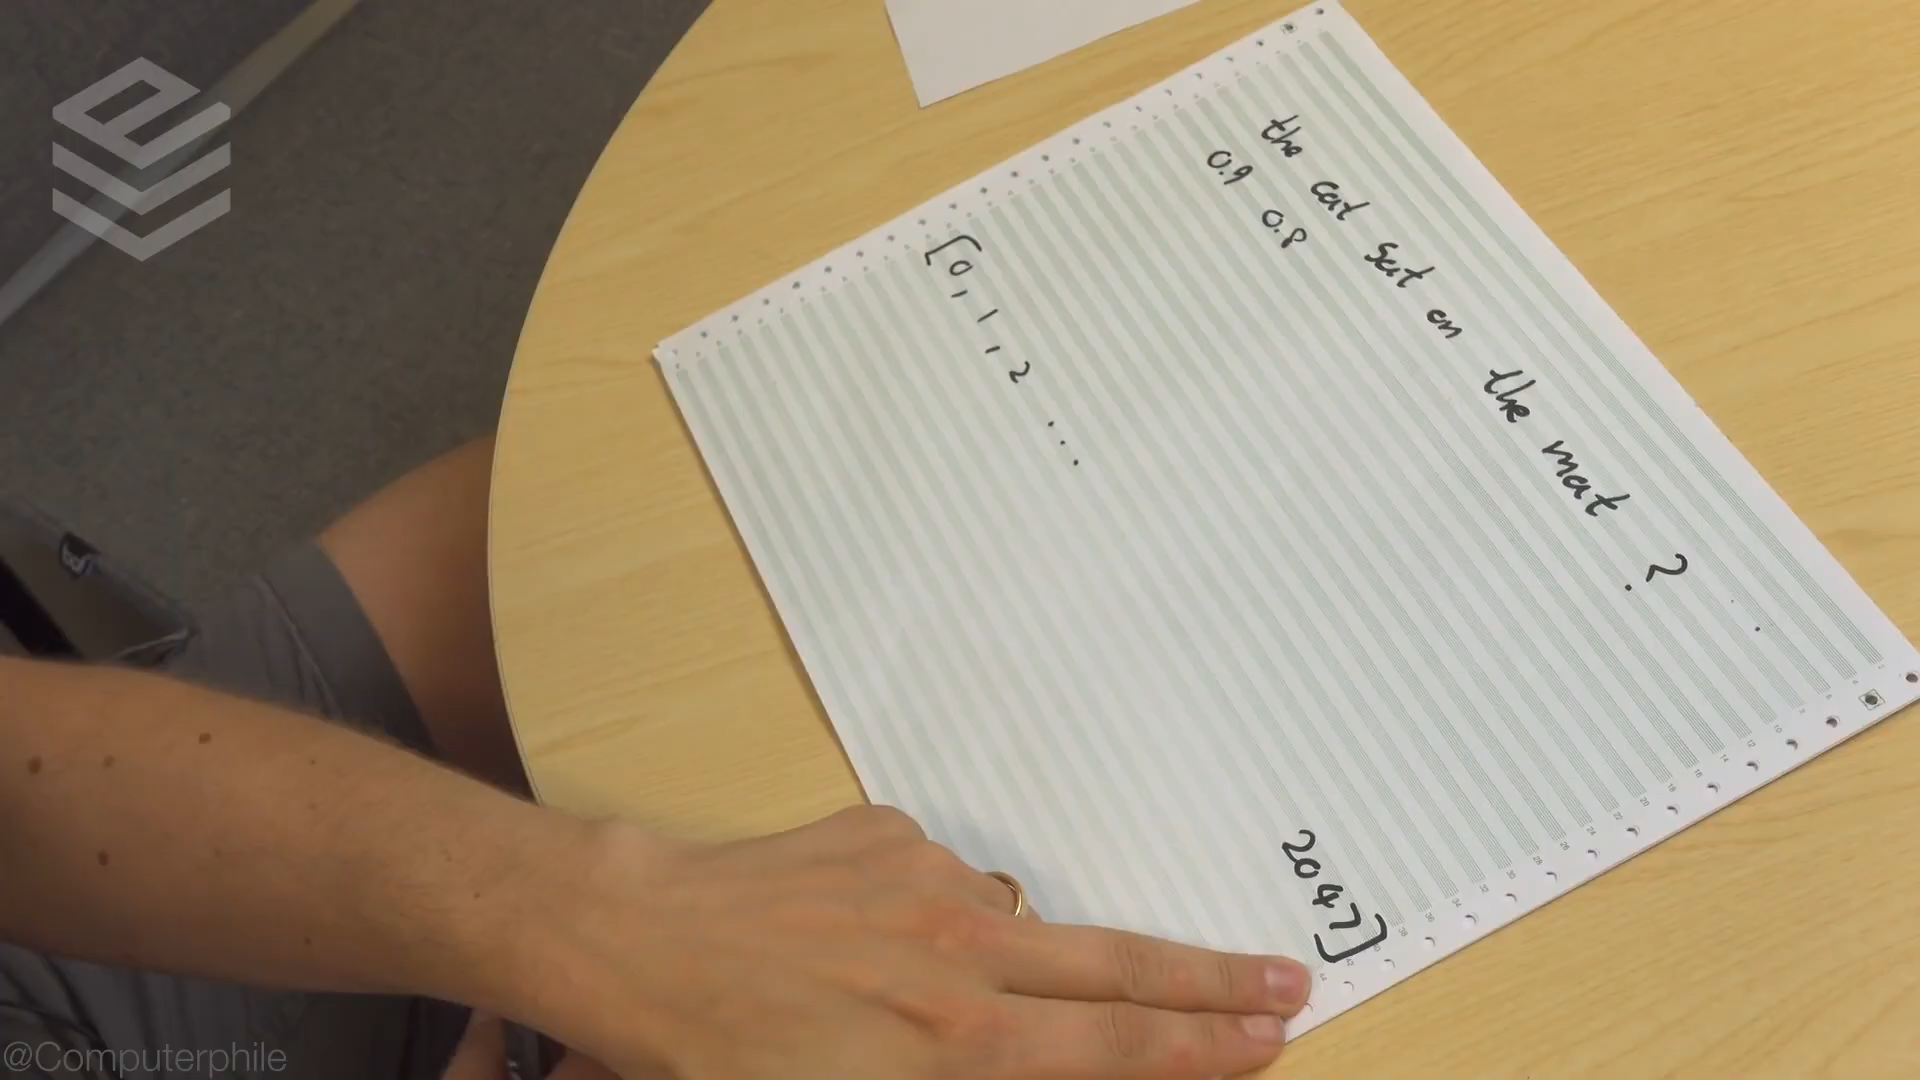 the cat sat on the mat ?
0.9 0.8
[0, 1, 2 ... 2047]
@Computerphile